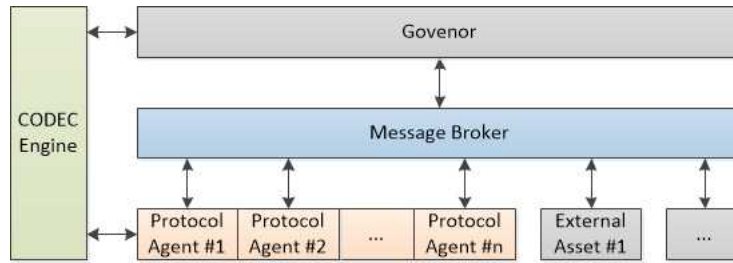 Govenor
CODEC
Engine
Message Broker
Protocol
Agent #1
Protocol
Agent #2
...
Protocol
Agent #n
External
Asset #1
...